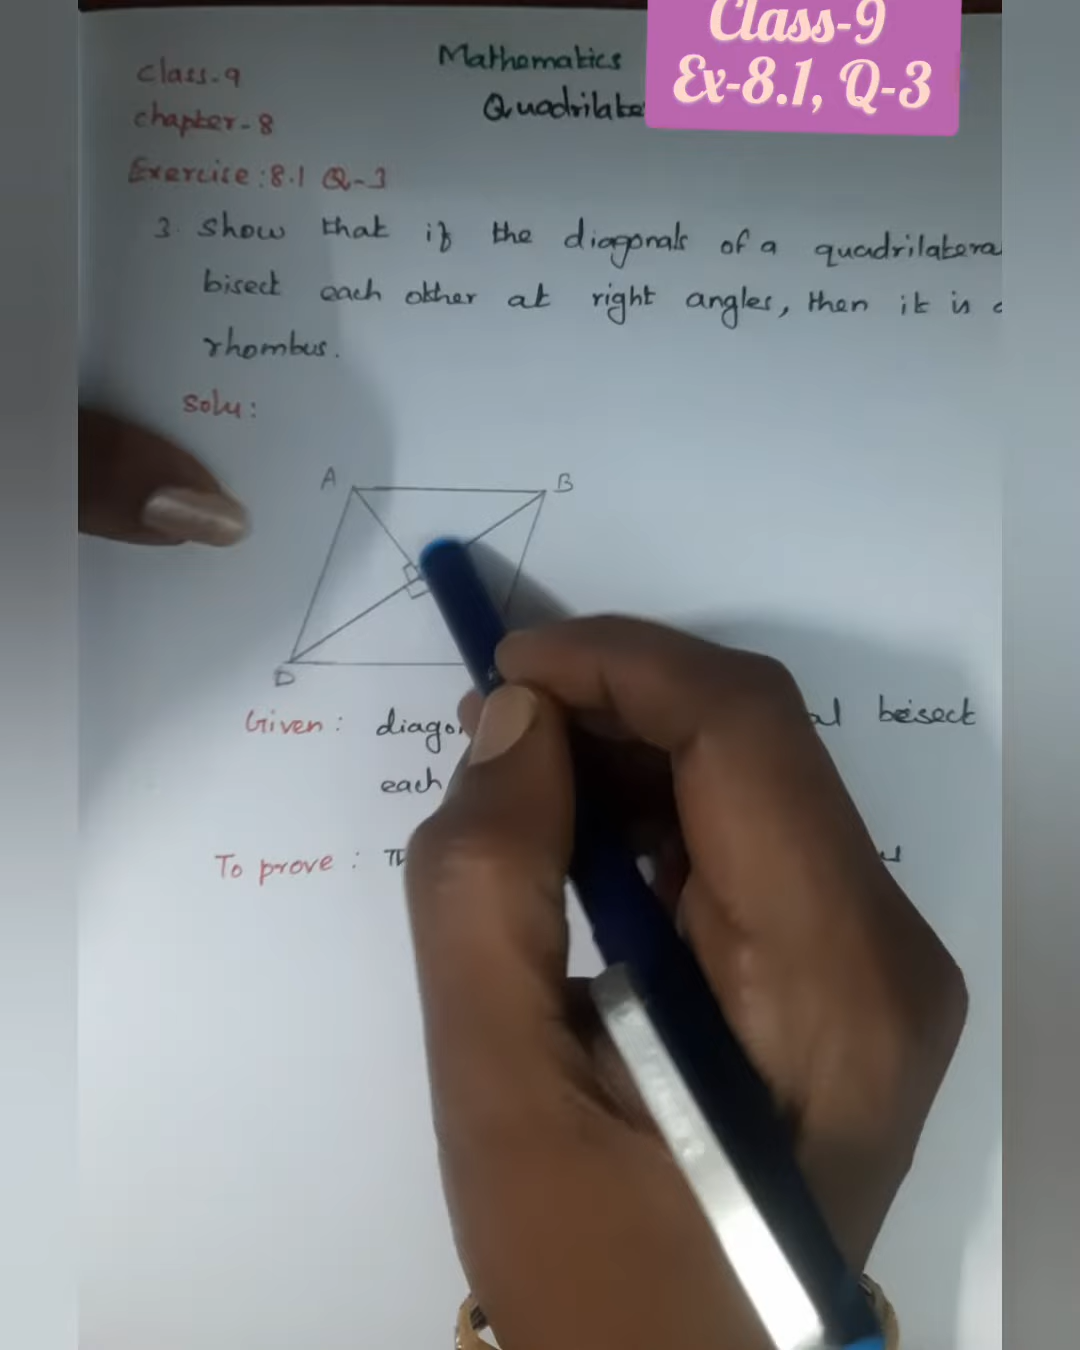 Class-9
Ex-8.1, Q-3
Mathematics
class-9
chapter-8
Exercise: 8.1 Q-3
3. Show that if the diagonals of a
bisect each other at right angles, then it is
rhombus.
Solu:
A
B
D
Given: bisect
each
To prove: